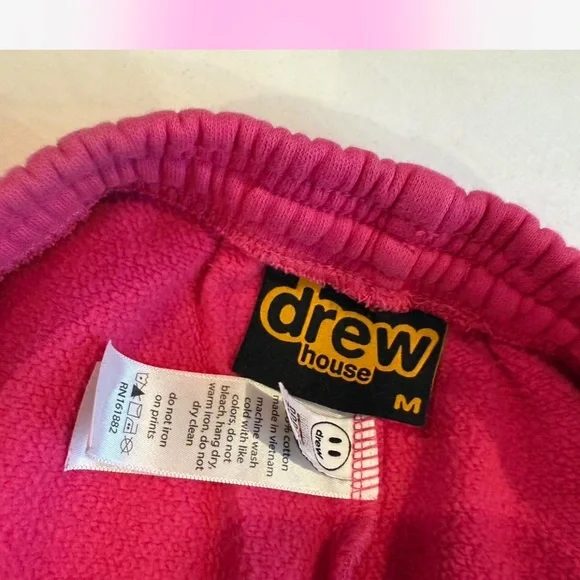 drew
house
M
% cotton
made in vietnam
machine wash
cold with like
colors, do not
bleach, hang dry.
warm iron, do not
dry clean
do not iron
on prints
RN161882
drew